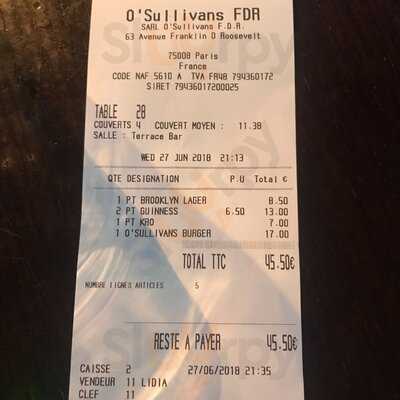 O'Sullivans FDR
SARL O'Sullivans F.D.R.
63 Avenue Franklin D Roosevelt
75008 Paris
France
CODE NAF 5610 A TVA FR48 794360172
SIRET 79436017200025
TABLE 28
COUVERTS 4 COUVERT MOYEN : 11.38
SALLE : Terrace Bar
WED 27 JUN 2018 21:13
QTE DESIGNATION P.U Total €
1 PT BROOKLYN LAGER 8.50
2 PT GUINNESS 6.50 13.00
1 PT KRO 7.00
1 O'SULLIVANS BURGER 17.00
TOTAL TTC 45.50€
NOMBRE LIGNES ARTICLES 5
RESTE A PAYER 45.50€
CAISSE 2 27/06/2018 21:35
VENDEUR 11 LIDIA
CLEF 11